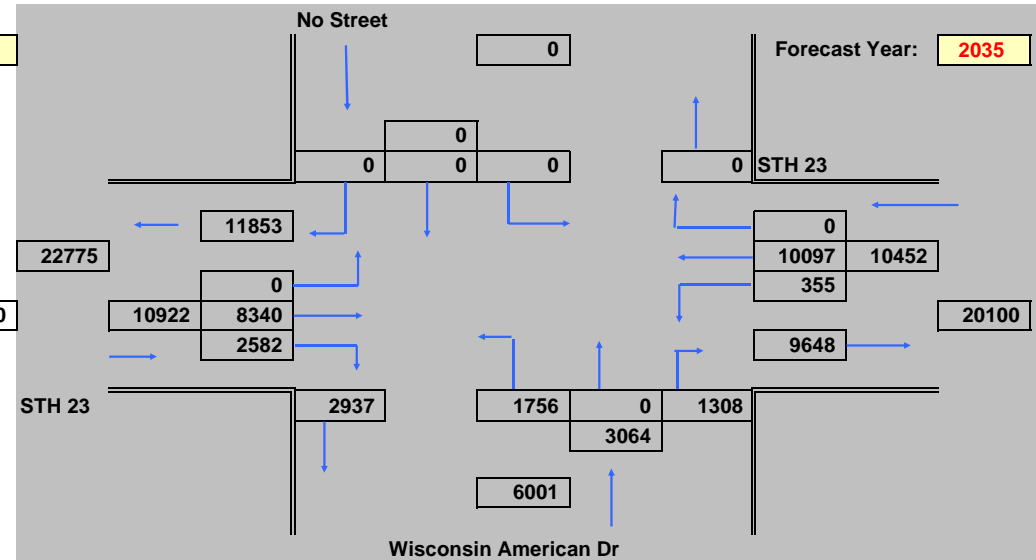 No Street
0
Forecast Year: 2035
0
0 0 0 0 STH 23
11853 0
22775 10097 10452
0 355
0 10922 8340 20100
2582 9648
STH 23 2937 1756 0 1308
3064
6001
Wisconsin American Dr